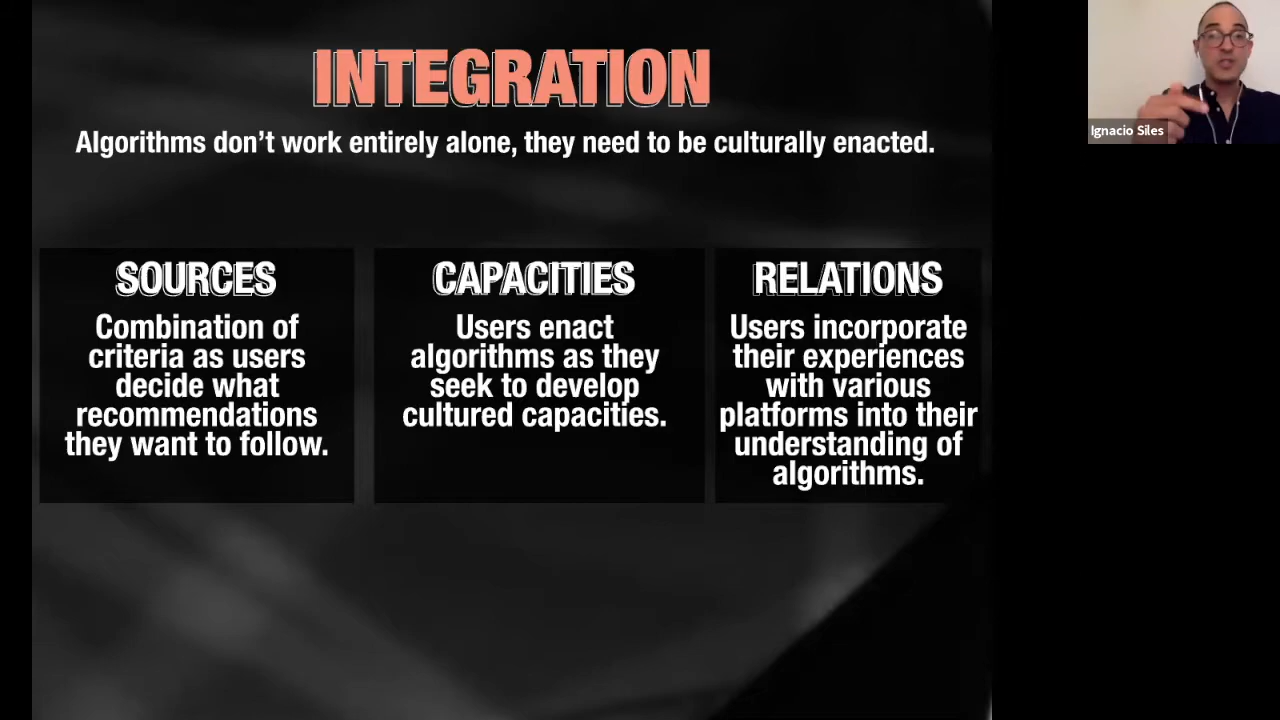 INTEGRATION
Algorithms don't work entirely alone, they need to be culturally enacted.
SOURCES
Combination of
criteria as users
decide what
recommendations
they want to follow.
CAPACITIES
Users enact
algorithms as they
seek to develop
cultured capacities.
RELATIONS
Users incorporate
their experiences
with various
platforms into their
understanding of
algorithms.
Ignacio Siles